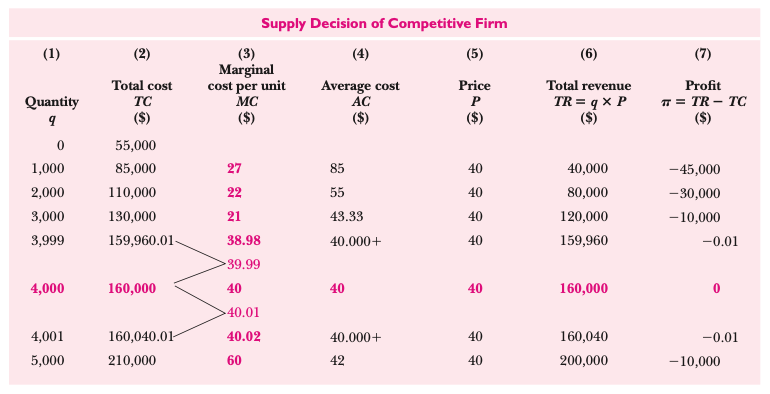 Supply Decision of Competitive Firm
(1) (2) (3) (4) (5) (6) (7)
Marginal
Total cost cost per unit Average cost Price Total revenue Profit
Quantity TC MC AC P TR = q × P π = TR − TC
q ($) ($) ($) ($) ($) ($)
0 55,000
1,000 85,000 27 85 40 40,000 −45,000
2,000 110,000 22 55 40 80,000 −30,000
3,000 130,000 21 43.33 40 120,000 −10,000
3,999 159,960.01 38.98 40.000+ 40 159,960 −0.01
39.99
4,000 160,000 40 40 40 160,000 0
40.01
4,001 160,040.01 40.02 40.000+ 40 160,040 −0.01
5,000 210,000 60 42 40 200,000 −10,000